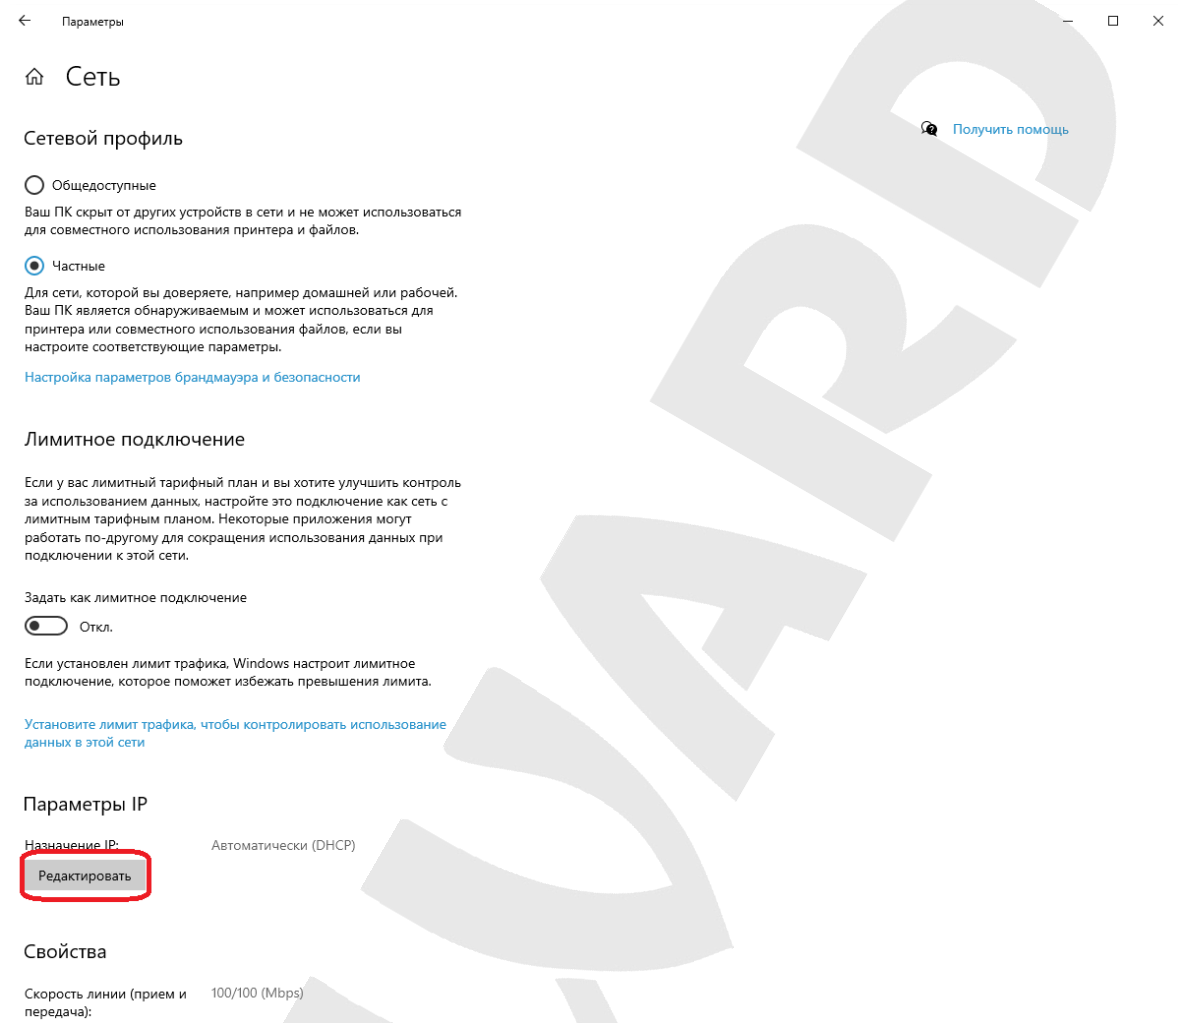 Параметры
Сеть
Сетевой профиль
Получить помощь
Общедоступные
Ваш ПК скрыт от других устройств в сети и не может использоваться
для совместного использования принтера и файлов.
Частные
Для сети, которой вы доверяете, например домашней или рабочей.
Ваш ПК является обнаруживаемым и может использоваться для
принтера или совместного использования файлов, если вы
настроите соответствующие параметры.
Настройка параметров брандмауэра и безопасности
Лимитное подключение
Если у вас лимитный тарифный план и вы хотите улучшить контроль
за использованием данных, настройте это подключение как сеть с
лимитным тарифным планом. Некоторые приложения могут
работать по-другому для сокращения использования данных при
подключении к этой сети.
Задать как лимитное подключение
Откл.
Если установлен лимит трафика, Windows настроит лимитное
подключение, которое поможет избежать превышения лимита.
Установите лимит трафика, чтобы контролировать использование
данных в этой сети
Параметры IP
Назначение IP: Автоматически (DHCP)
Редактировать
Свойства
Скорость линии (прием и 100/100 (Mbps)
передача):